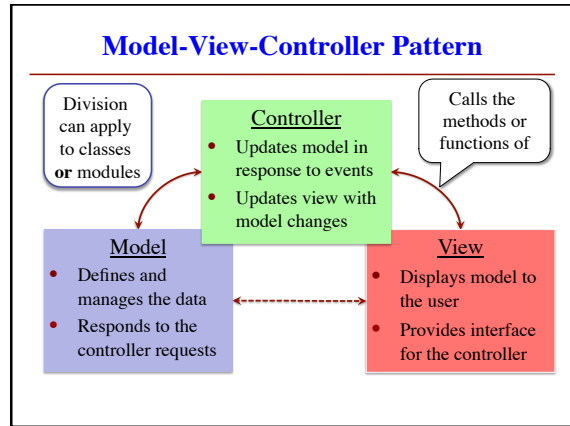 Model-View-Controller Pattern
Division
can apply
to classes
or modules
Controller
• Updates model in
response to events
• Updates view with
model changes
Calls the
methods or
functions of
Model
• Defines and
manages the data
• Responds to the
controller requests
View
• Displays model to
the user
• Provides interface
for the controller